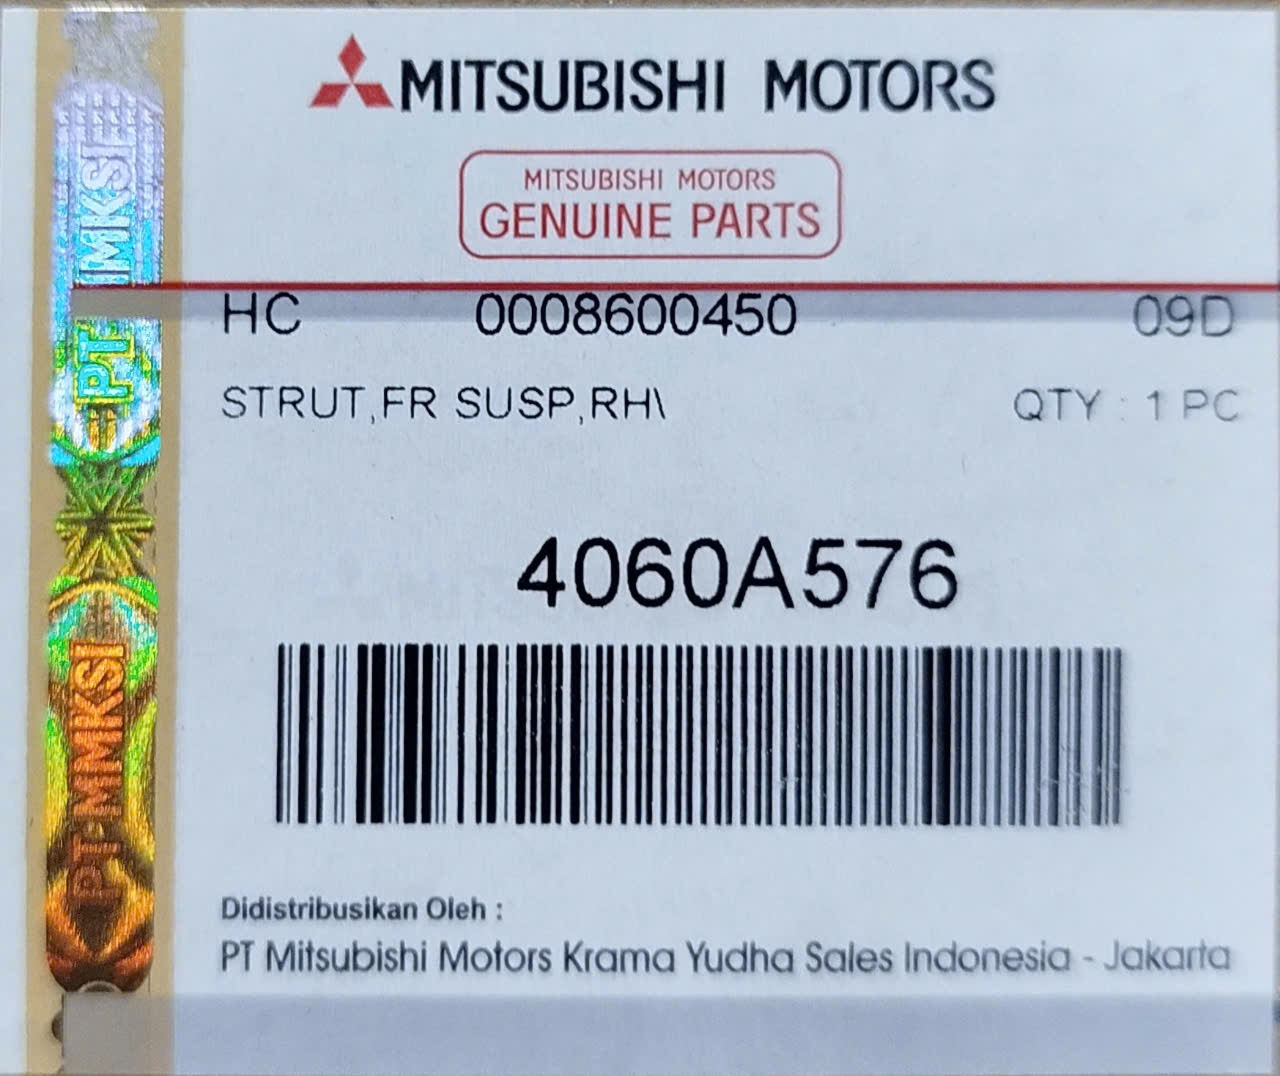 MITSUBISHI MOTORS
MITSUBISHI MOTORS
GENUINE PARTS
HC 0008600450 09D
STRUT,FR SUSP,RH\
QTY : 1 PC
4060A576
Didistribusikan Oleh :
PT Mitsubishi Motors Krama Yudha Sales Indonesia - Jakarta
PT MMKSI
PT MMKSI